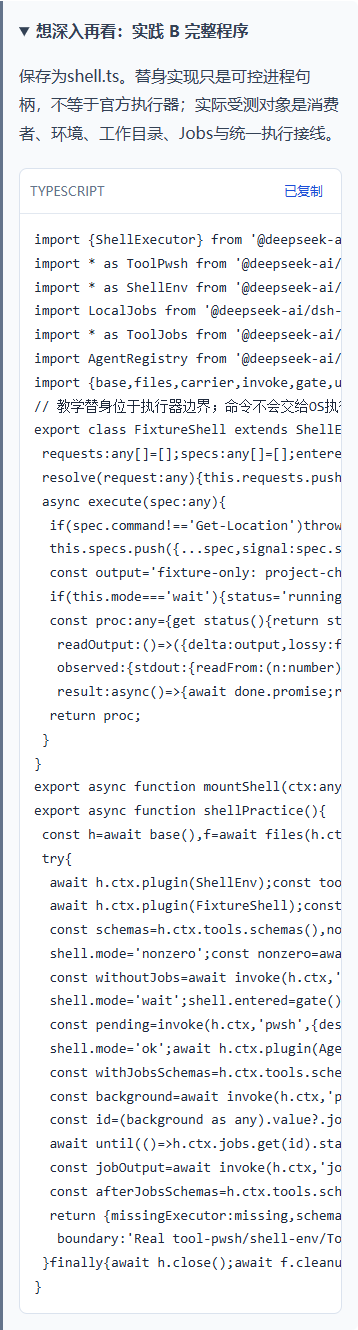 ▼ 想深入再看：实践 B 完整程序
保存为shell.ts。替身实现只是可控进程句
柄，不等于官方执行器；实际受测对象是消费
者、环境、工作目录、Jobs与统一执行接线。
TYPESCRIPT
已复制
import {ShellExecutor} from '@deepseek-a
import * as ToolPwsh from '@deepseek-ai/
import * as ShellEnv from '@deepseek-ai/
import LocalJobs from '@deepseek-ai/dsh-
import * as ToolJobs from '@deepseek-ai/
import AgentRegistry from '@deepseek-ai/
import {base,files,carrier,invoke,gate,u
// 教学替身位于执行器边界；命令不会交给OS执
export class FixtureShell extends ShellE
requests:any[]=[];specs:any[]=[];entere
resolve(request:any){this.requests.push
async execute(spec:any){
if(spec.command!=='Get-Location')throw
this.specs.push({...spec,signal:spec.s
const output='fixture-only: project-ch
if(this.mode==='wait'){status='running
const proc:any={get status(){return st
readOutput:()=>({delta:output,lossy:f
observed:{stdout:{readFrom:(n:number)
result:async()=>{await done.promise;r
return proc;
}
}
export async function mountShell(ctx:any
export async function shellPractice(){
const h=await base(),f=await files(h.ct
try{
await h.ctx.plugin(ShellEnv);const too
await h.ctx.plugin(FixtureShell);const
const schemas=h.ctx.tools.schemas(),no
shell.mode='nonzero';const nonzero=awa
const withoutJobs=await invoke(h.ctx,'
shell.mode='wait';shell.entered=gate()
const pending=invoke(h.ctx,'pwsh',{des
shell.mode='ok';await h.ctx.plugin(Age
const withJobsSchemas=h.ctx.tools.sche
const background=await invoke(h.ctx,'p
const id=(background as any).value?.jo
await until(()=>h.ctx.jobs.get(id).sta
const jobOutput=await invoke(h.ctx,'jo
const afterJobsSchemas=h.ctx.tools.sch
return {missingExecutor:missing,schema
boundary:'Real tool-pwsh/shell-env/To
}finally{await h.close();await f.cleanu
}